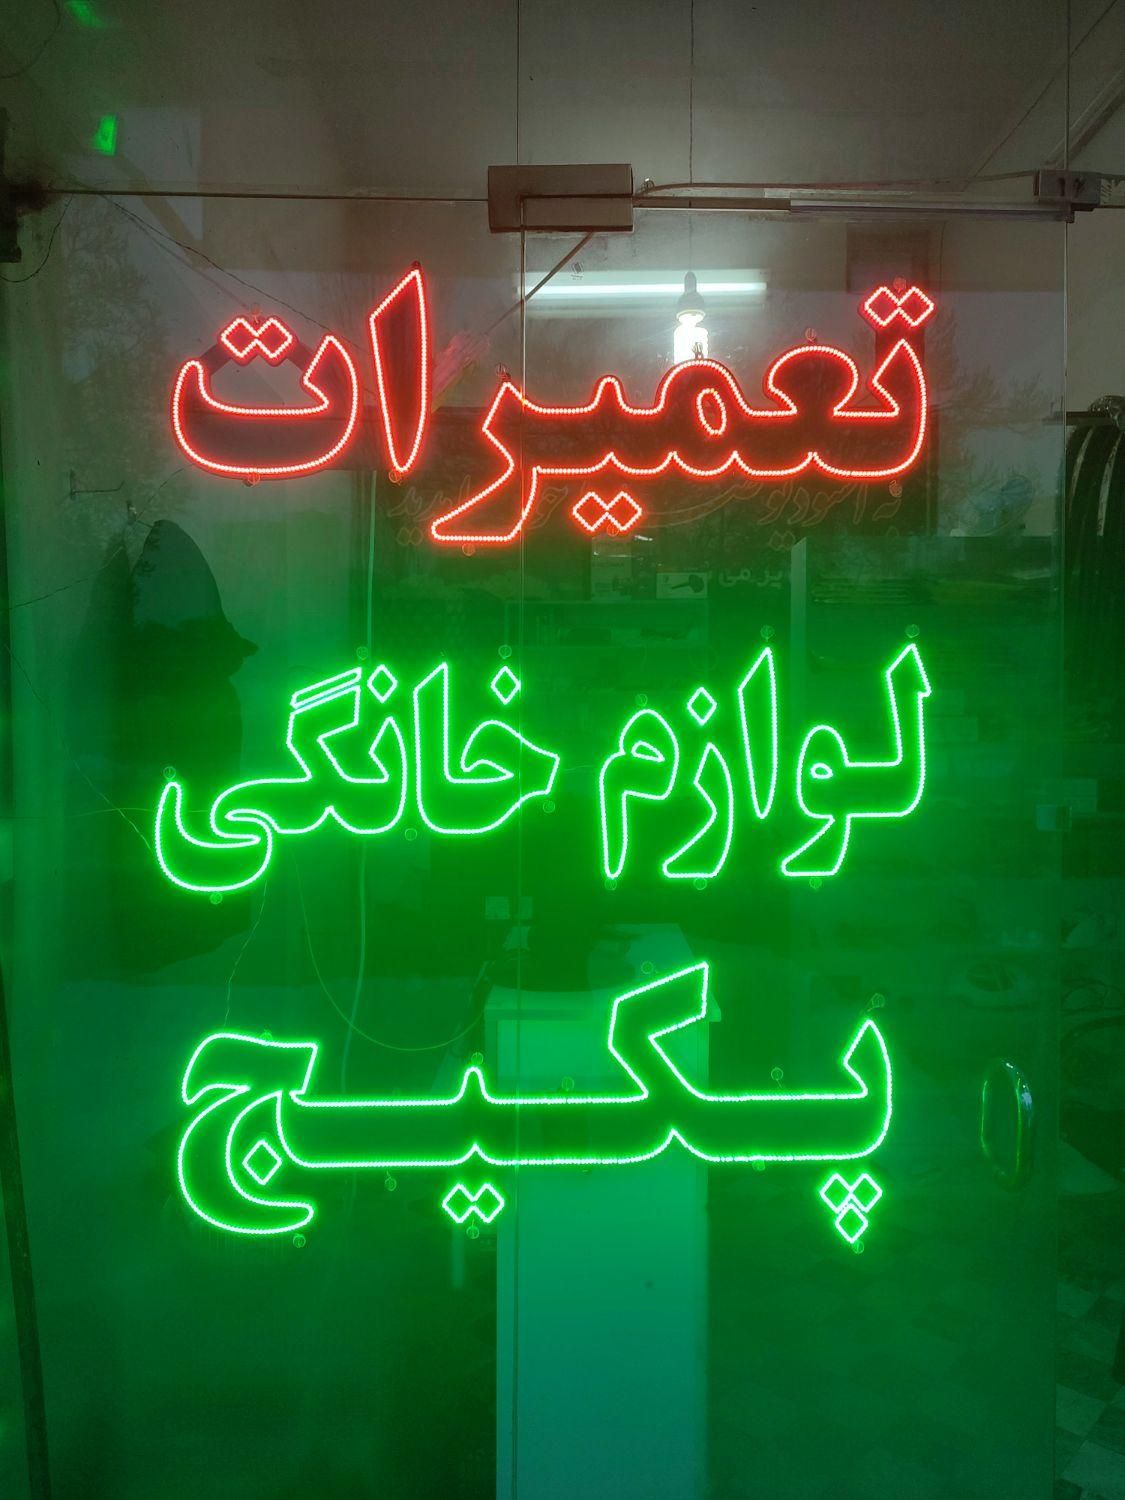 تعمیرات
لوازم خانگی
پکیج